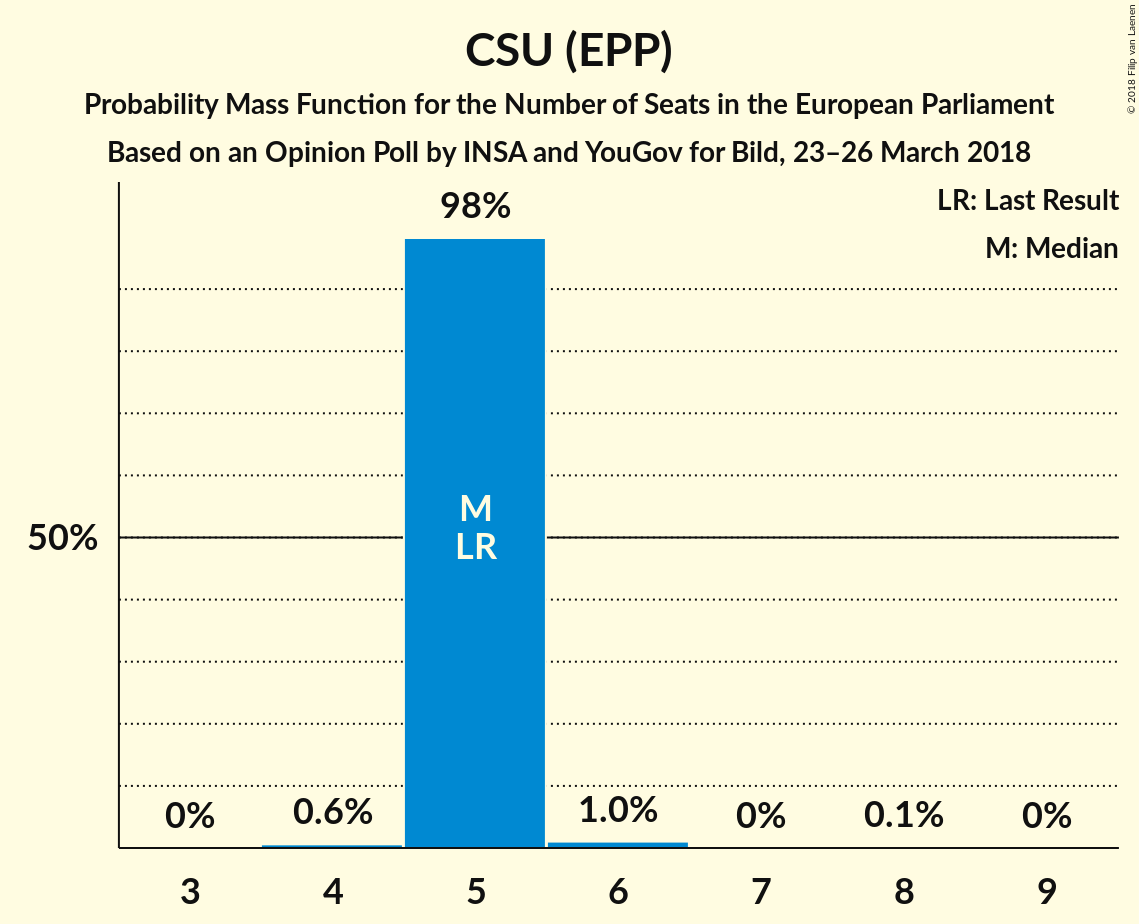 CSU (EPP)
Probability Mass Function for the Number of Seats in the European Parliament
Based on an Opinion Poll by INSA and YouGov for Bild, 23–26 March 2018
© 2018 Filip van Laenen
LR: Last Result
M: Median
98%
M
LR
50%
0%
0.6%
1.0%
0%
0.1%
0%
3 4 5 6 7 8 9